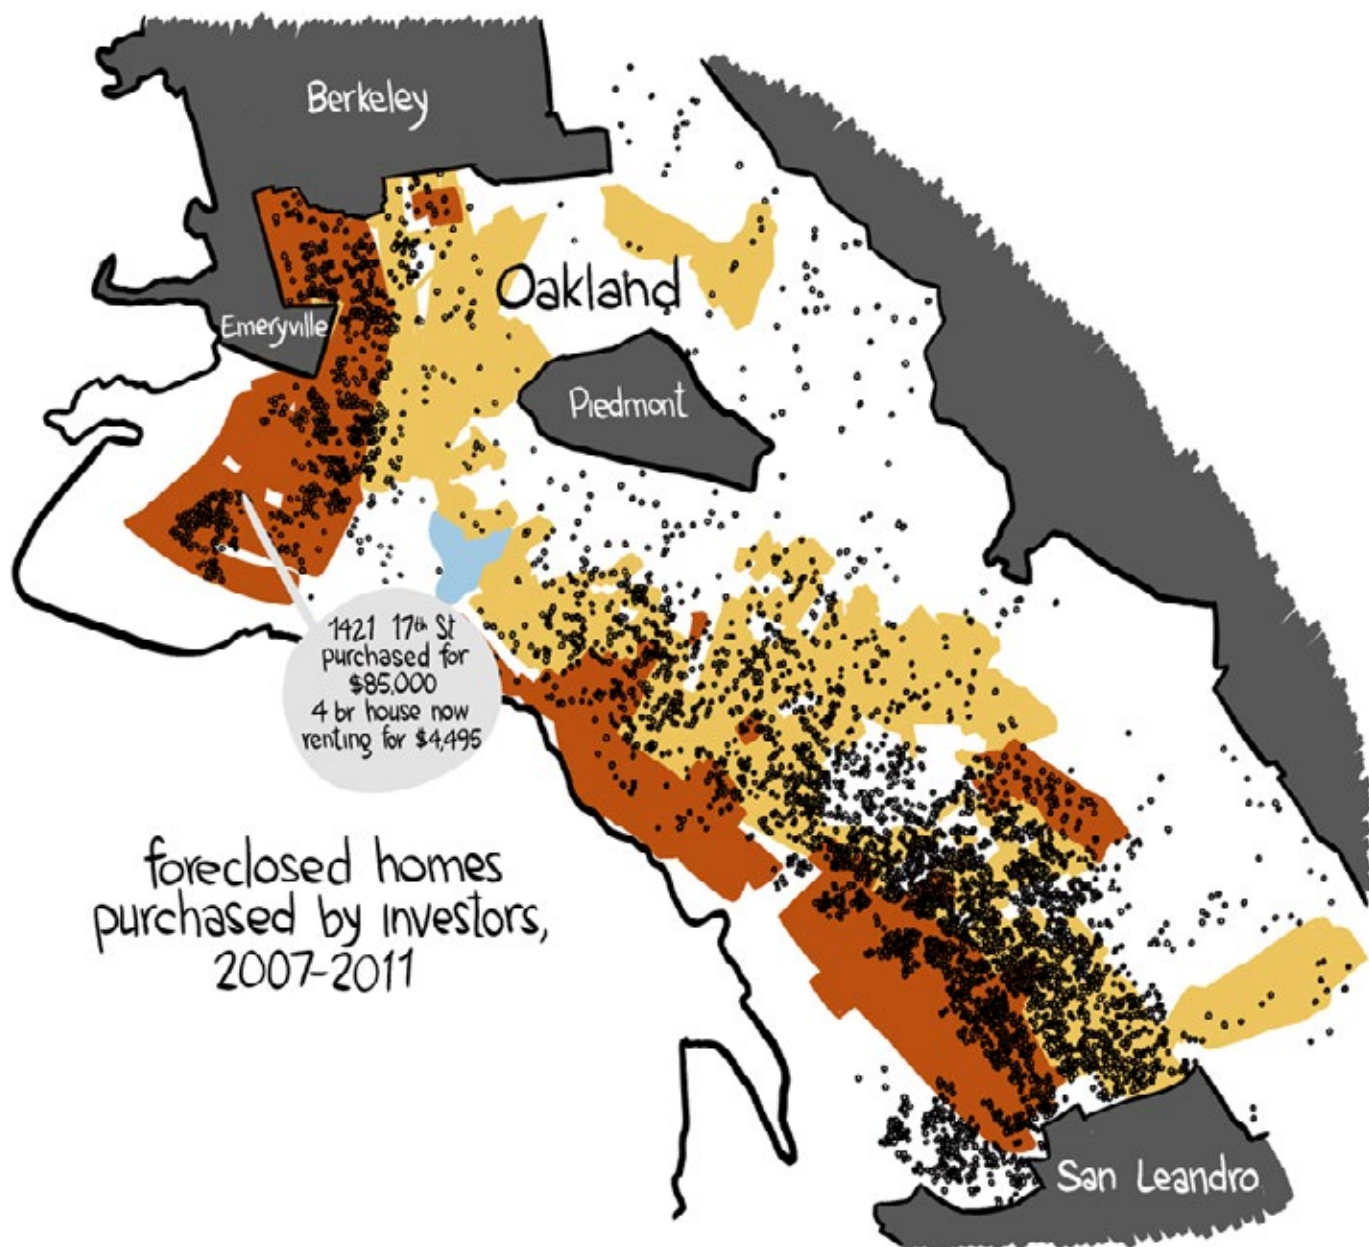 Berkeley
Oakland
Emeryville
Piedmont
1421 17th St
purchased for
$85,000
4 br house now
renting for $4,495
foreclosed homes
purchased by investors,
2007-2011
San Leandro